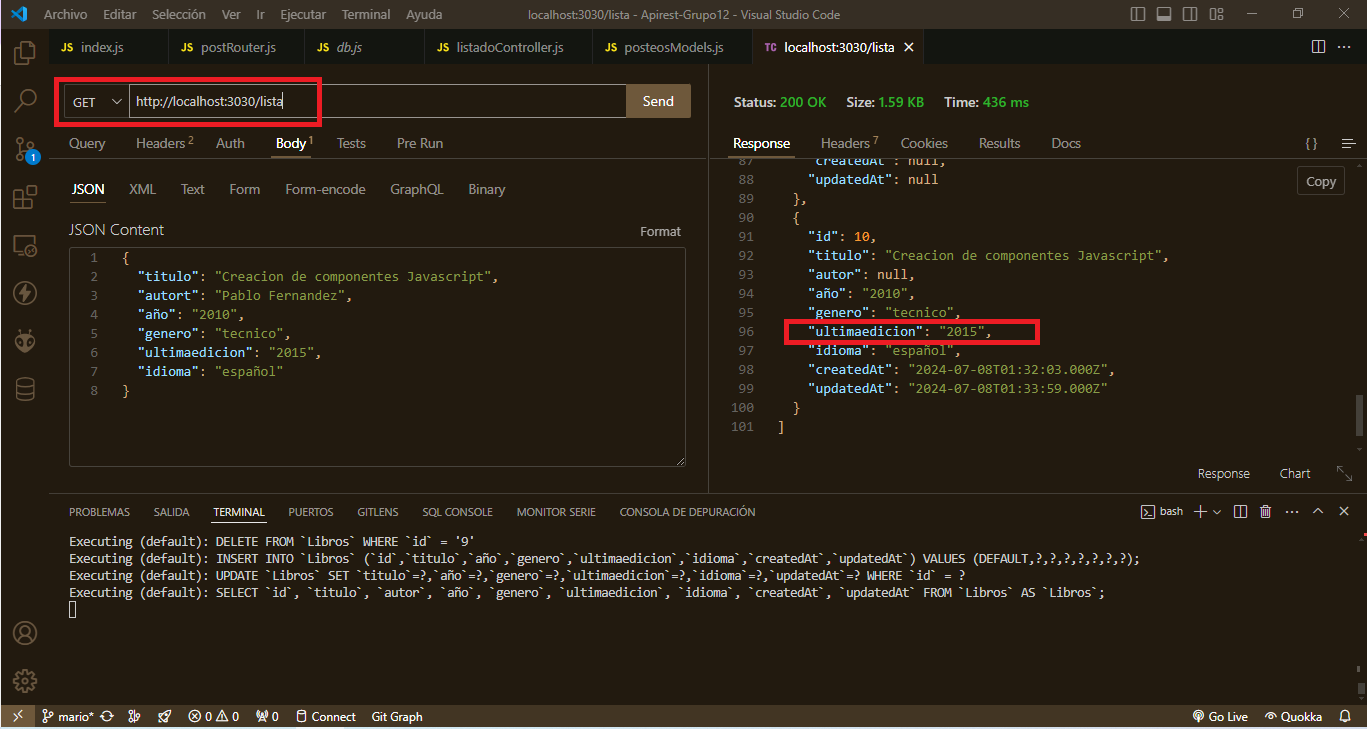 Archivo Editar Selección Ver Ir Ejecutar Terminal Ayuda localhost:3030/lista - Apirest-Grupo12 - Visual Studio Code
JS index.js JS postRouter.js JS db.js JS listadoController.js JS posteosModels.js TC localhost:3030/lista
GET http://localhost:3030/lista Send
Query Headers 2 Auth Body 1 Tests Pre Run
JSON XML Text Form Form-encode GraphQL Binary
JSON Content Format
1 {
2 "titulo": "Creacion de componentes Javascript",
3 "autort": "Pablo Fernandez",
4 "año": "2010",
5 "genero": "tecnico",
6 "ultimaedicion": "2015",
7 "idioma": "español"
8 }
Status: 200 OK Size: 1.59 KB Time: 436 ms
Response Headers 7 Cookies Results Docs { }
87 "createdAt": null,
88 "updatedAt": null
Copy
89 },
90 {
91 "id": 10,
92 "titulo": "Creacion de componentes Javascript",
93 "autor": null,
94 "año": "2010",
95 "genero": "tecnico",
96 "ultimaedicion": "2015",
97 "idioma": "español",
98 "createdAt": "2024-07-08T01:32:03.000Z",
99 "updatedAt": "2024-07-08T01:33:59.000Z"
100 }
101 ]
Response Chart
1
PROBLEMAS SALIDA TERMINAL PUERTOS GITLENS SQL CONSOLE MONITOR SERIE CONSOLA DE DEPURACIÓN bash
Executing (default): DELETE FROM `Libros` WHERE `id` = '9'
Executing (default): INSERT INTO `Libros` (`id`,`titulo`,`año`,`genero`,`ultimaedicion`,`idioma`,`createdAt`,`updatedAt`) VALUES (DEFAULT,?,?,?,?,?,?,?);
Executing (default): UPDATE `Libros` SET `titulo`=?,`año`=?,`genero`=?,`ultimaedicion`=?,`idioma`=?,`updatedAt`=? WHERE `id` = ?
Executing (default): SELECT `id`, `titulo`, `autor`, `año`, `genero`, `ultimaedicion`, `idioma`, `createdAt`, `updatedAt` FROM `Libros` AS `Libros`;
mario* 0 0 0 Connect Git Graph Go Live Quokka